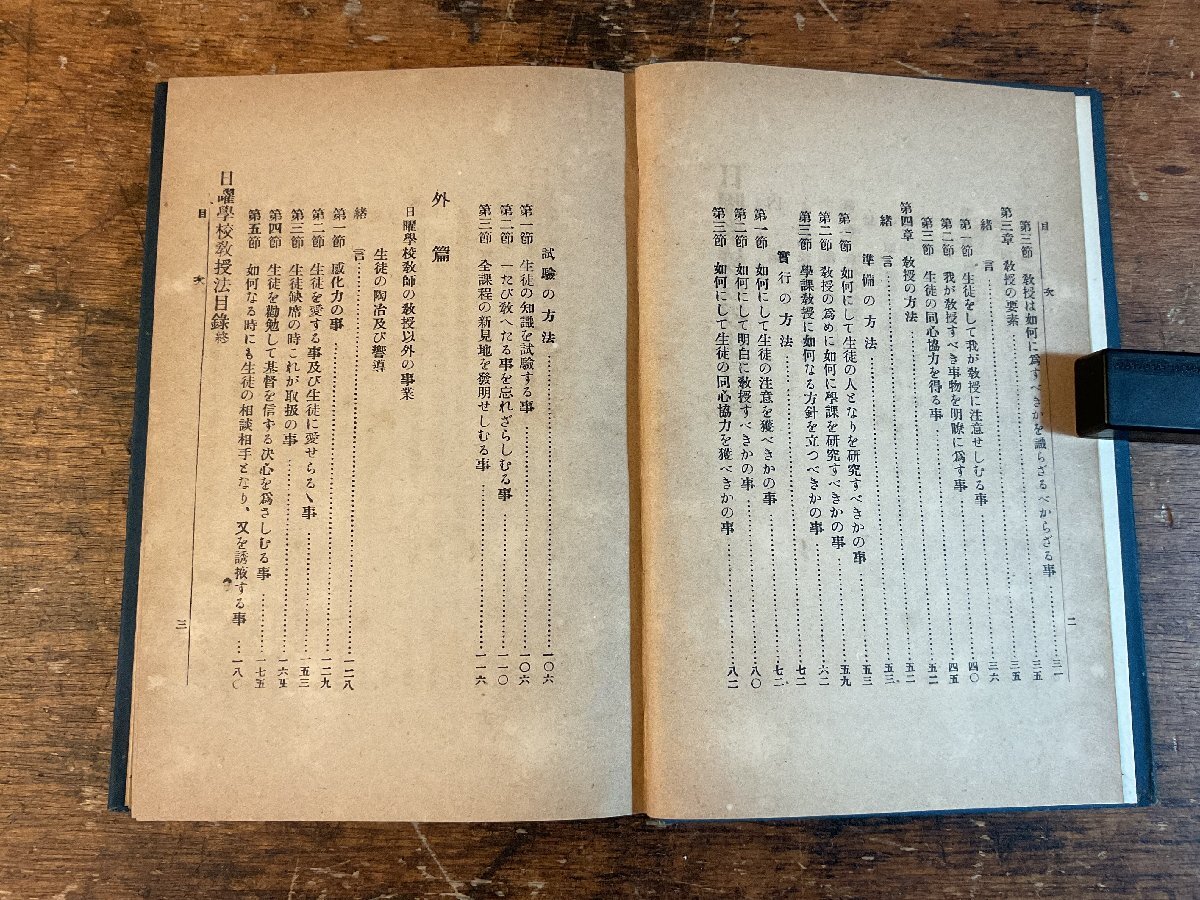 目次 二
第三節 教授は如何に爲すべきかを識らざるべからざる事……三一
第三章 教授の要素……三五
緒言……三六
第一節 生徒をして我が教授に注意せしむる事……四〇
第二節 我が教授すべき事物を明瞭に爲す事……四五
第三節 生徒の同心協力を得る事……五二
第四章 教授の方法……五二
緒言……五三
準備の方法……五三
第一節 如何にして生徒の人となりを研究すべきかの事……五九
第二節 教授の爲めに如何に學課を研究すべきかの事……六二
第三節 學課教授に如何なる方針を立つべきかの事……七二
實行の方法……七二
第一節 如何にして生徒の注意を獲べきかの事……八〇
第二節 如何にして明白に教授すべきかの事
第三節 如何にして生徒の同心協力を獲べきかの事……八二
試驗の方法……一〇六
第一節 生徒の知識を試驗する事……一〇六
第二節 一たび教へたる事を忘れざらしむる事……一一〇
第三節 全課程の新見地を發明せしむる事……一一六
外篇
日曜學校教師の教授以外の事業
生徒の陶冶及び嚮導
緒言……一二八
第一節 感化力の事……一二九
第二節 生徒を愛する事及び生徒に愛せらるゝ事……一五三
第三節 生徒缺席の時これが取扱の事……一六五
第四節 生徒を勸勉して基督を信ずる決心を爲さしむる事……一七五
第五節 如何なる時にも生徒の相談相手となり、又を誘掖する事……一八〇
日曜學校教授法目錄終
目次 三